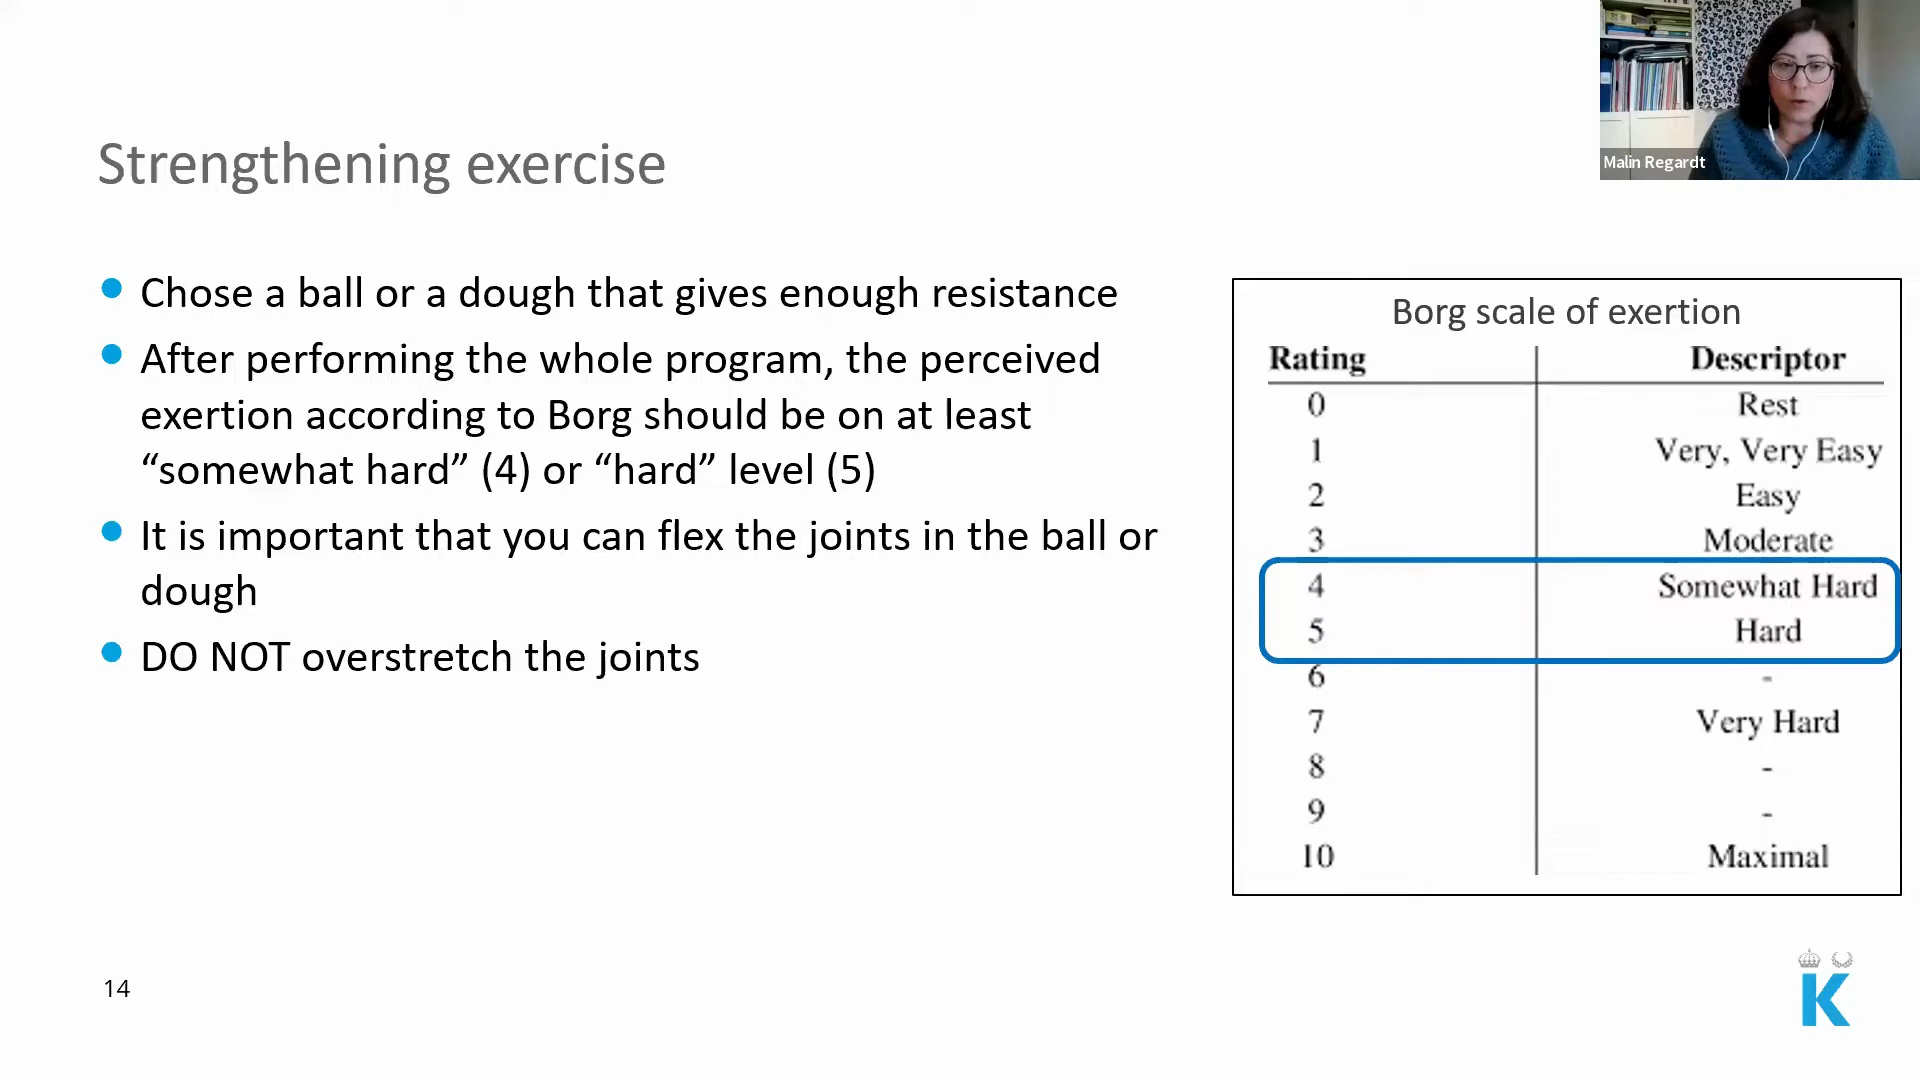 Malin Regardt
Strengthening exercise
Chose a ball or a dough that gives enough resistance
After performing the whole program, the perceived
exertion according to Borg should be on at least
“somewhat hard” (4) or “hard” level (5)
It is important that you can flex the joints in the ball or
dough
DO NOT overstretch the joints
Borg scale of exertion
Rating Descriptor
0 Rest
1 Very, Very Easy
2 Easy
3 Moderate
4 Somewhat Hard
5 Hard
6 -
7 Very Hard
8 -
9 -
10 Maximal
14
K